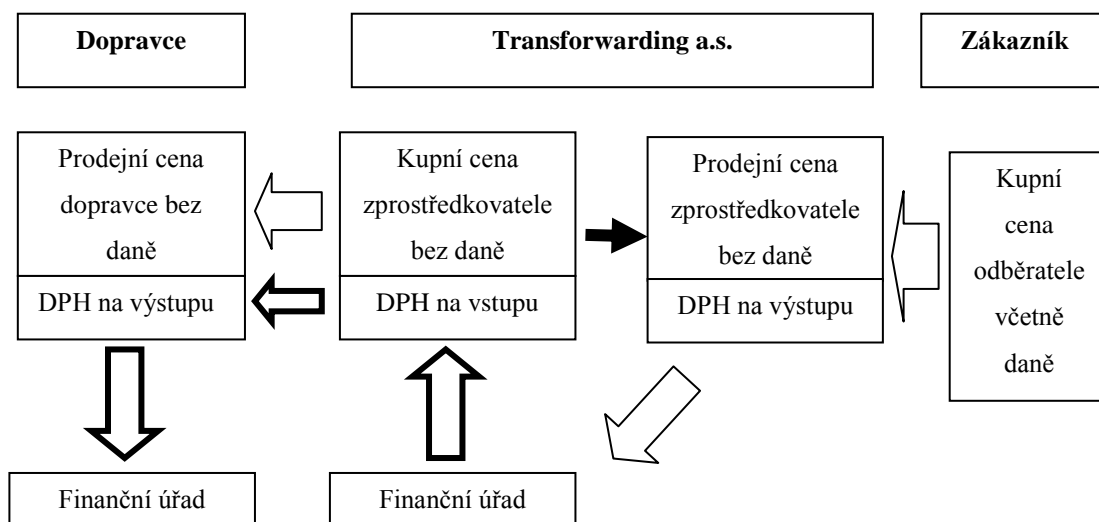 Dopravce
Transforwarding a.s.
Zákazník
Prodejní cena
dopravce bez
daně
DPH na výstupu
Kupní cena
zprostředkovatele
bez daně
DPH na vstupu
Prodejní cena
zprostředkovatele
bez daně
DPH na výstupu
Kupní
cena
odběratele
včetně
daně
Finanční úřad
Finanční úřad